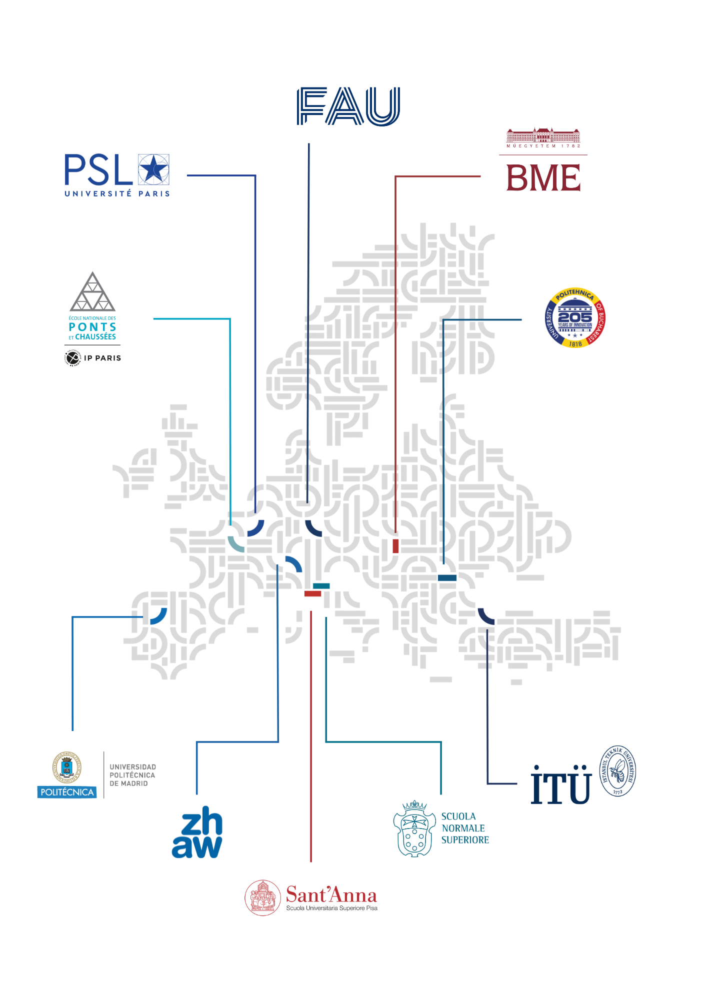 FAU
MŰEGYETEM 1782
BME
PSL
UNIVERSITÉ PARIS
ÉCOLE NATIONALE DES
PONTS
ET CHAUSSÉES
IP PARIS
UNIVERSITY POLITEHNICA OF BUCHAREST
205
YEARS OF INNOVATION
1818
UNIVERSIDAD
POLITÉCNICA
DE MADRID
POLITÉCNICA
İTÜ
İSTANBUL TEKNİK ÜNİVERSİTESİ
1773
zh
aw
SCUOLA
NORMALE
SUPERIORE
Sant'Anna
Scuola Universitaria Superiore Pisa